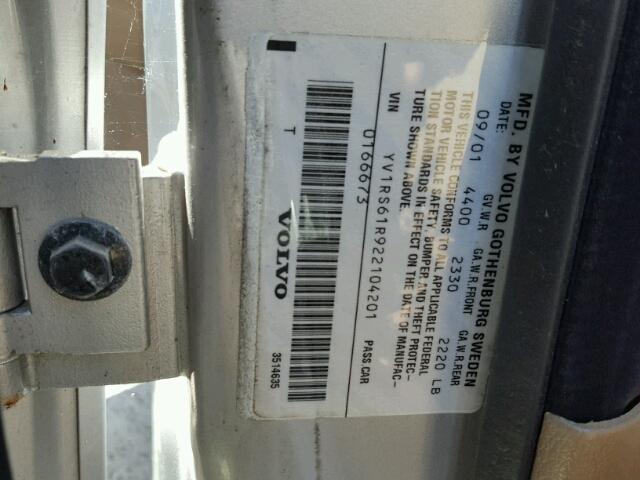 MFD. BY VOLVO GOTHENBURG SWEDEN
DATE: G.V.W.R GA.W.R.FRONT GA.W.R.REAR
09/01 4400 2330 2220 LB
THIS VEHICLE CONFORMS TO ALL APPLICABLE FEDERAL
MOTOR VEHICLE SAFETY, BUMPER, AND THEFT PROTEC-
TION STANDARDS IN EFFECT ON THE DATE OF MANUFAC-
TURE SHOWN ABOVE.
VIN YV1RS61R922104201 PASS.CAR
0166673
T VOLVO 3514635